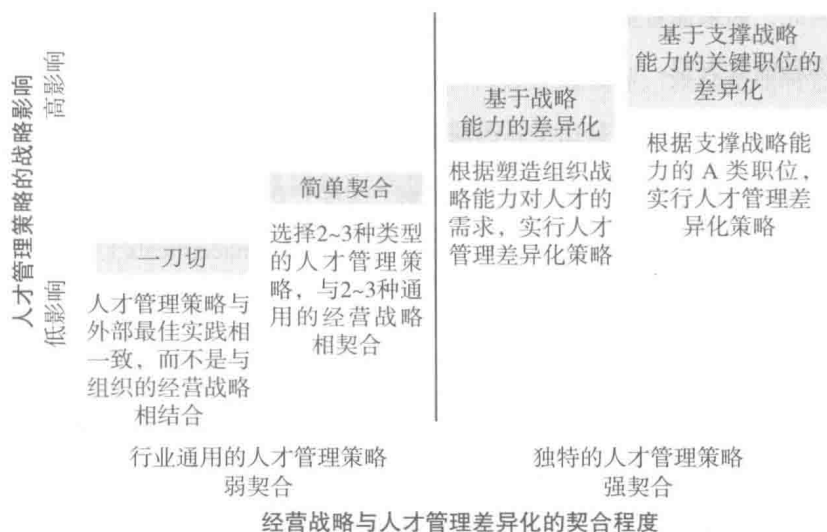 人才管理策略的战略影响
高影响
低影响
一刀切
人才管理策略与
外部最佳实践相
一致，而不是与
组织的经营战略
相结合
简单契合
选择2~3种类型
的人才管理策
略，与2~3种通
用的经营战略
相契合
基于战略
能力的差异化
根据塑造组织战
略能力对人才的
需求，实行人才
管理差异化策略
基于支撑战略
能力的关键职位的
差异化
根据支撑战略能
力的 A 类职位，
实行人才管理差
异化策略
行业通用的人才管理策略
弱契合
独特的人才管理策略
强契合
经营战略与人才管理差异化的契合程度